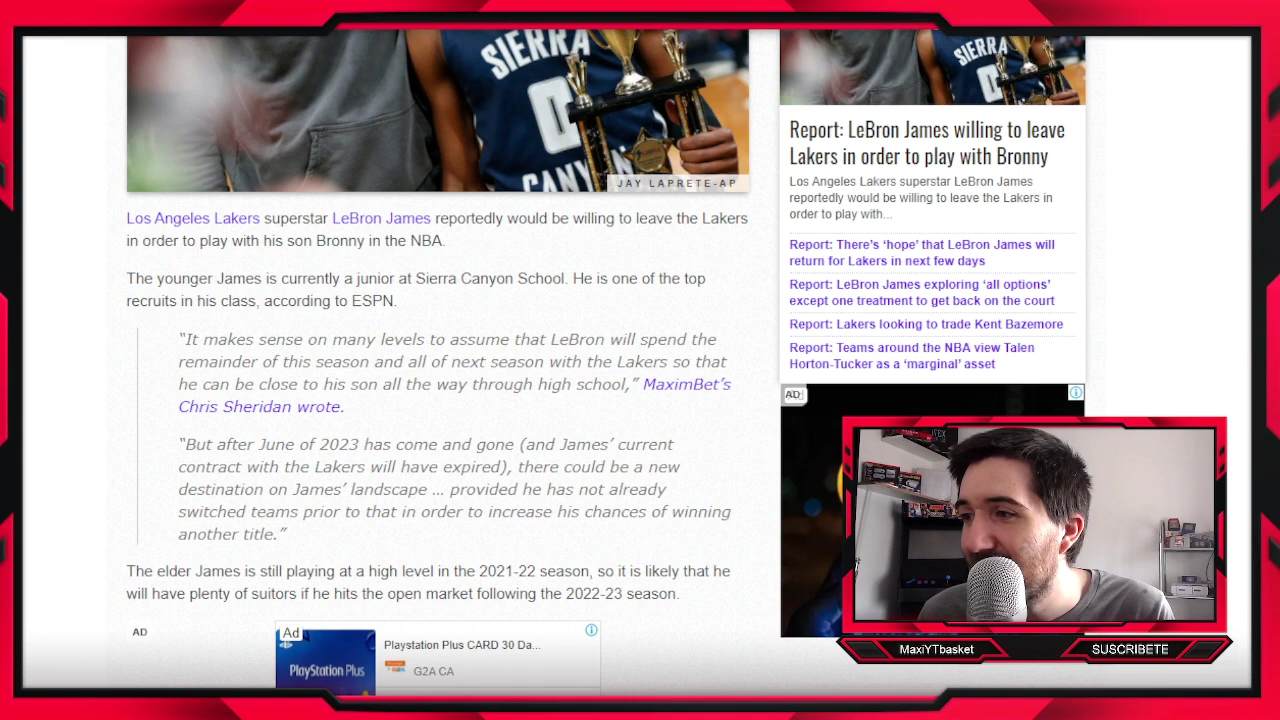 SIERRA
0
CANYON
JAY LAPRETE-AP
Los Angeles Lakers superstar LeBron James reportedly would be willing to leave the Lakers
in order to play with his son Bronny in the NBA.
The younger James is currently a junior at Sierra Canyon School. He is one of the top
recruits in his class, according to ESPN.
“It makes sense on many levels to assume that LeBron will spend the
remainder of this season and all of next season with the Lakers so that
he can be close to his son all the way through high school,” MaximBet’s
Chris Sheridan wrote.
“But after June of 2023 has come and gone (and James’ current
contract with the Lakers will have expired), there could be a new
destination on James’ landscape … provided he has not already
switched teams prior to that in order to increase his chances of winning
another title.”
The elder James is still playing at a high level in the 2021-22 season, so it is likely that he
will have plenty of suitors if he hits the open market following the 2022-23 season.
AD
Ad
PlayStation Plus
Playstation Plus CARD 30 Da...
G2A CA
SIERRA
0
CANYON
Report: LeBron James willing to leave
Lakers in order to play with Bronny
Los Angeles Lakers superstar LeBron James
reportedly would be willing to leave the Lakers in
order to play with...
Report: There’s ‘hope’ that LeBron James will
return for Lakers in next few days
Report: LeBron James exploring ‘all options’
except one treatment to get back on the court
Report: Lakers looking to trade Kent Bazemore
Report: Teams around the NBA view Talen
Horton-Tucker as a ‘marginal’ asset
AD
MaxiYTbasket
SUSCRIBETE